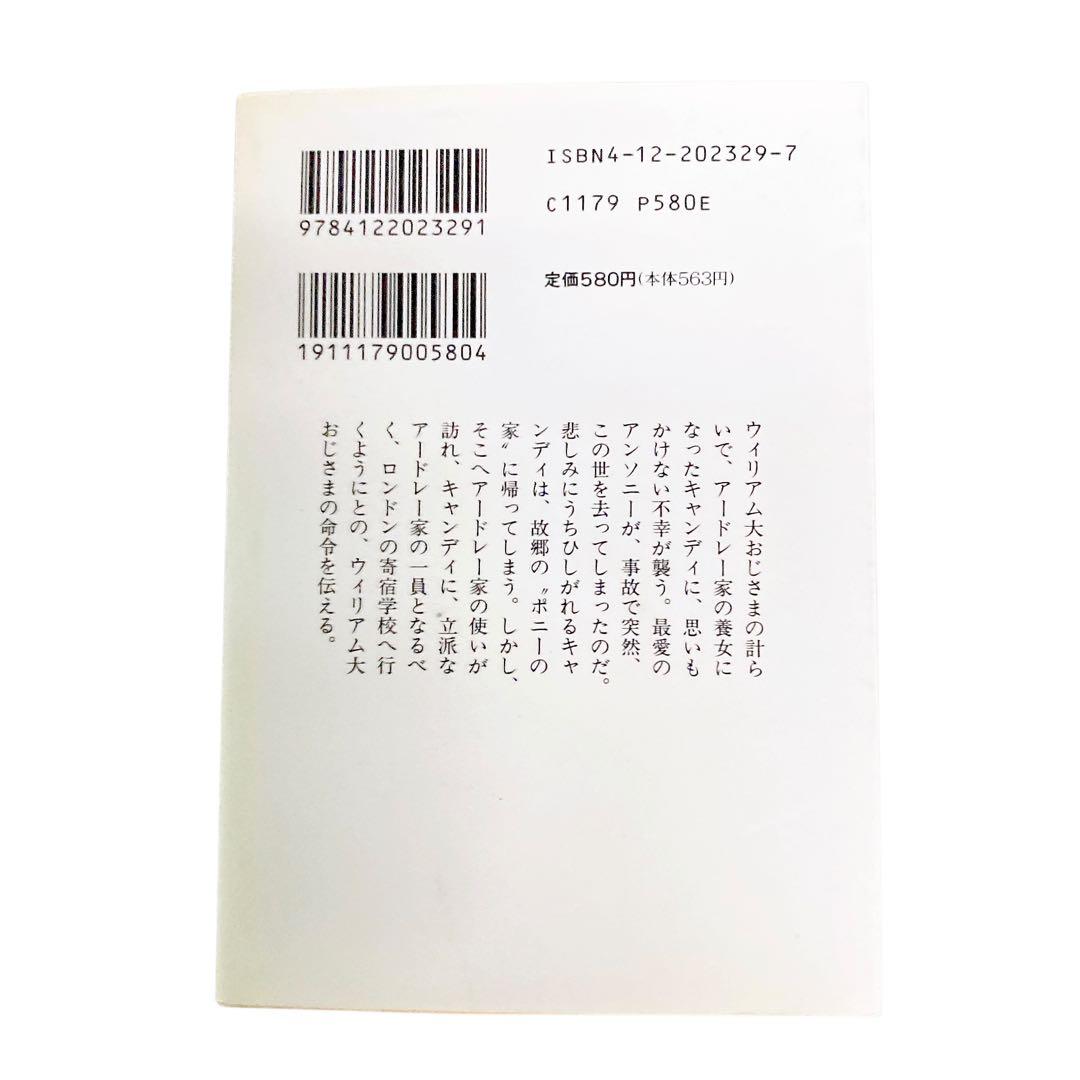 ISBN4-12-202329-7
C1179 P580E
9784122023291
定価580円(本体563円)
1911179005804
ウィリアム大おじさまの計ら
いで、アードレー家の養女に
なったキャンディに、思いも
かけない不幸が襲う。最愛の
アンソニーが、事故で突然、
この世を去ってしまったのだ。
悲しみにうちひしがれるキャ
ンディは、故郷の〝ポニーの
家〟に帰ってしまう。しかし、
そこへアードレー家の使いが
訪れ、キャンディに、立派な
アードレー家の一員となるべ
く、ロンドンの寄宿学校へ行
くようにとの、ウィリアム大
おじさまの命令を伝える。